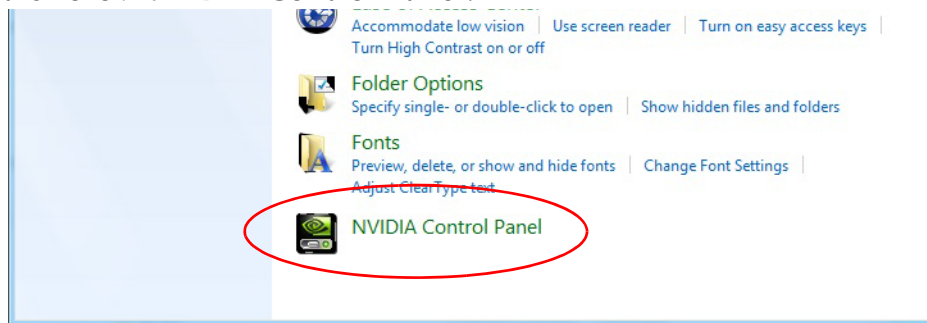 Accommodate low vision | Use screen reader | Turn on easy access keys |
Turn High Contrast on or off
Folder Options
Specify single- or double-click to open | Show hidden files and folders
Fonts
Preview, delete, or show and hide fonts | Change Font Settings |
Adjust ClearType text
NVIDIA Control Panel